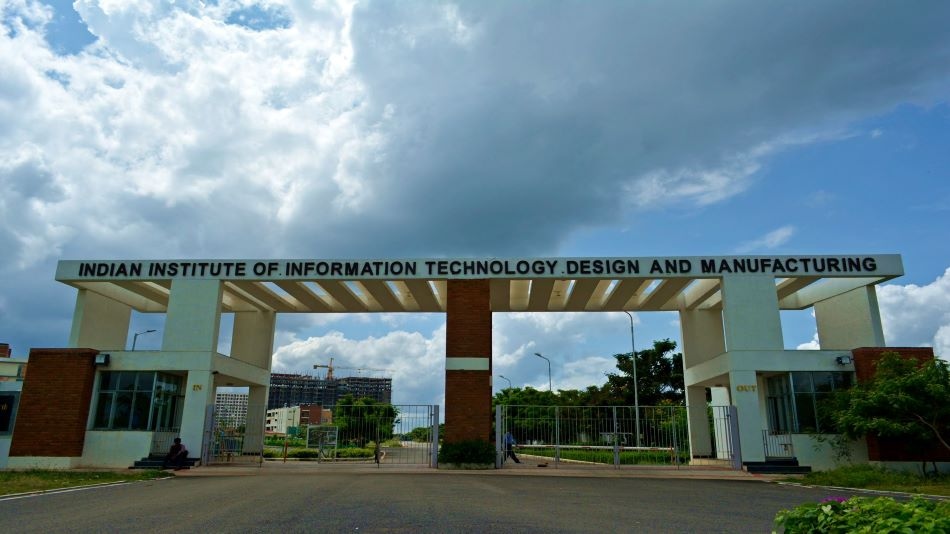 INDIAN INSTITUTE OF INFORMATION TECHNOLOGY DESIGN AND MANUFACTURING
IN
OUT